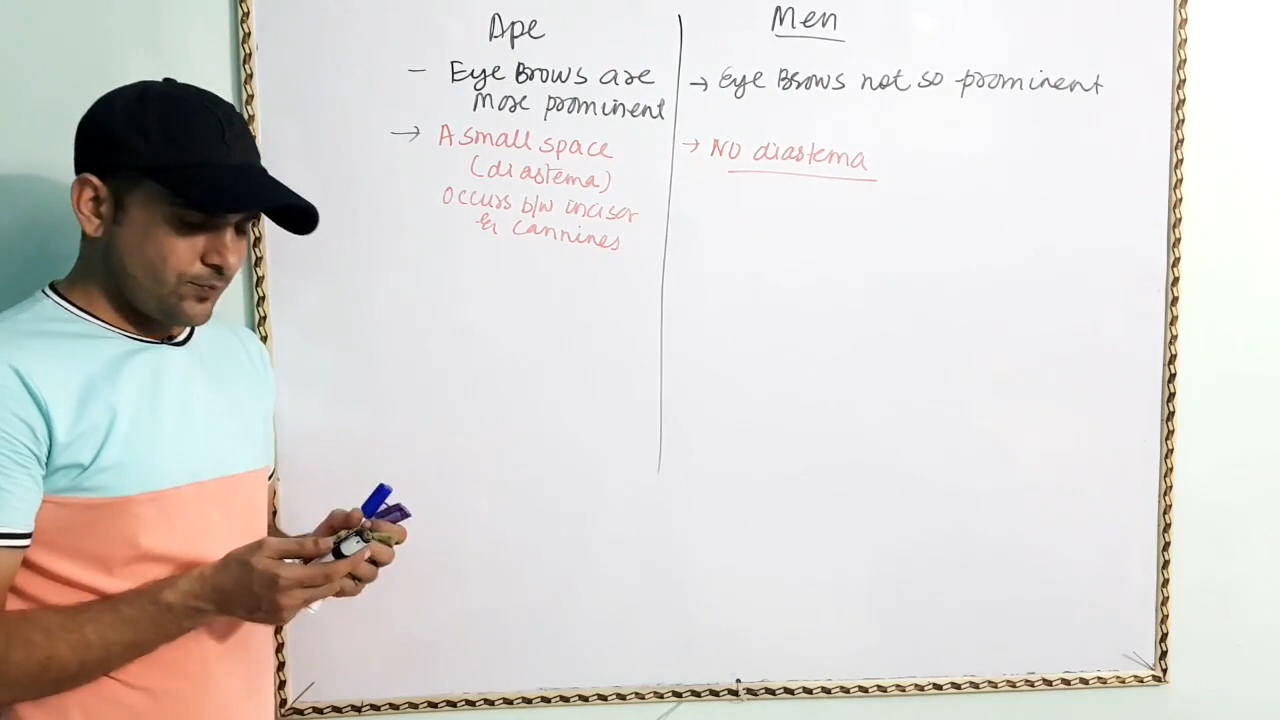 Ape
- Eye Brows are
More prominent
→ A small space
(diastema)
Occurs b/w incisor
& Cannines
Men
→ Eye Brows not so prominent
→ NO diastema